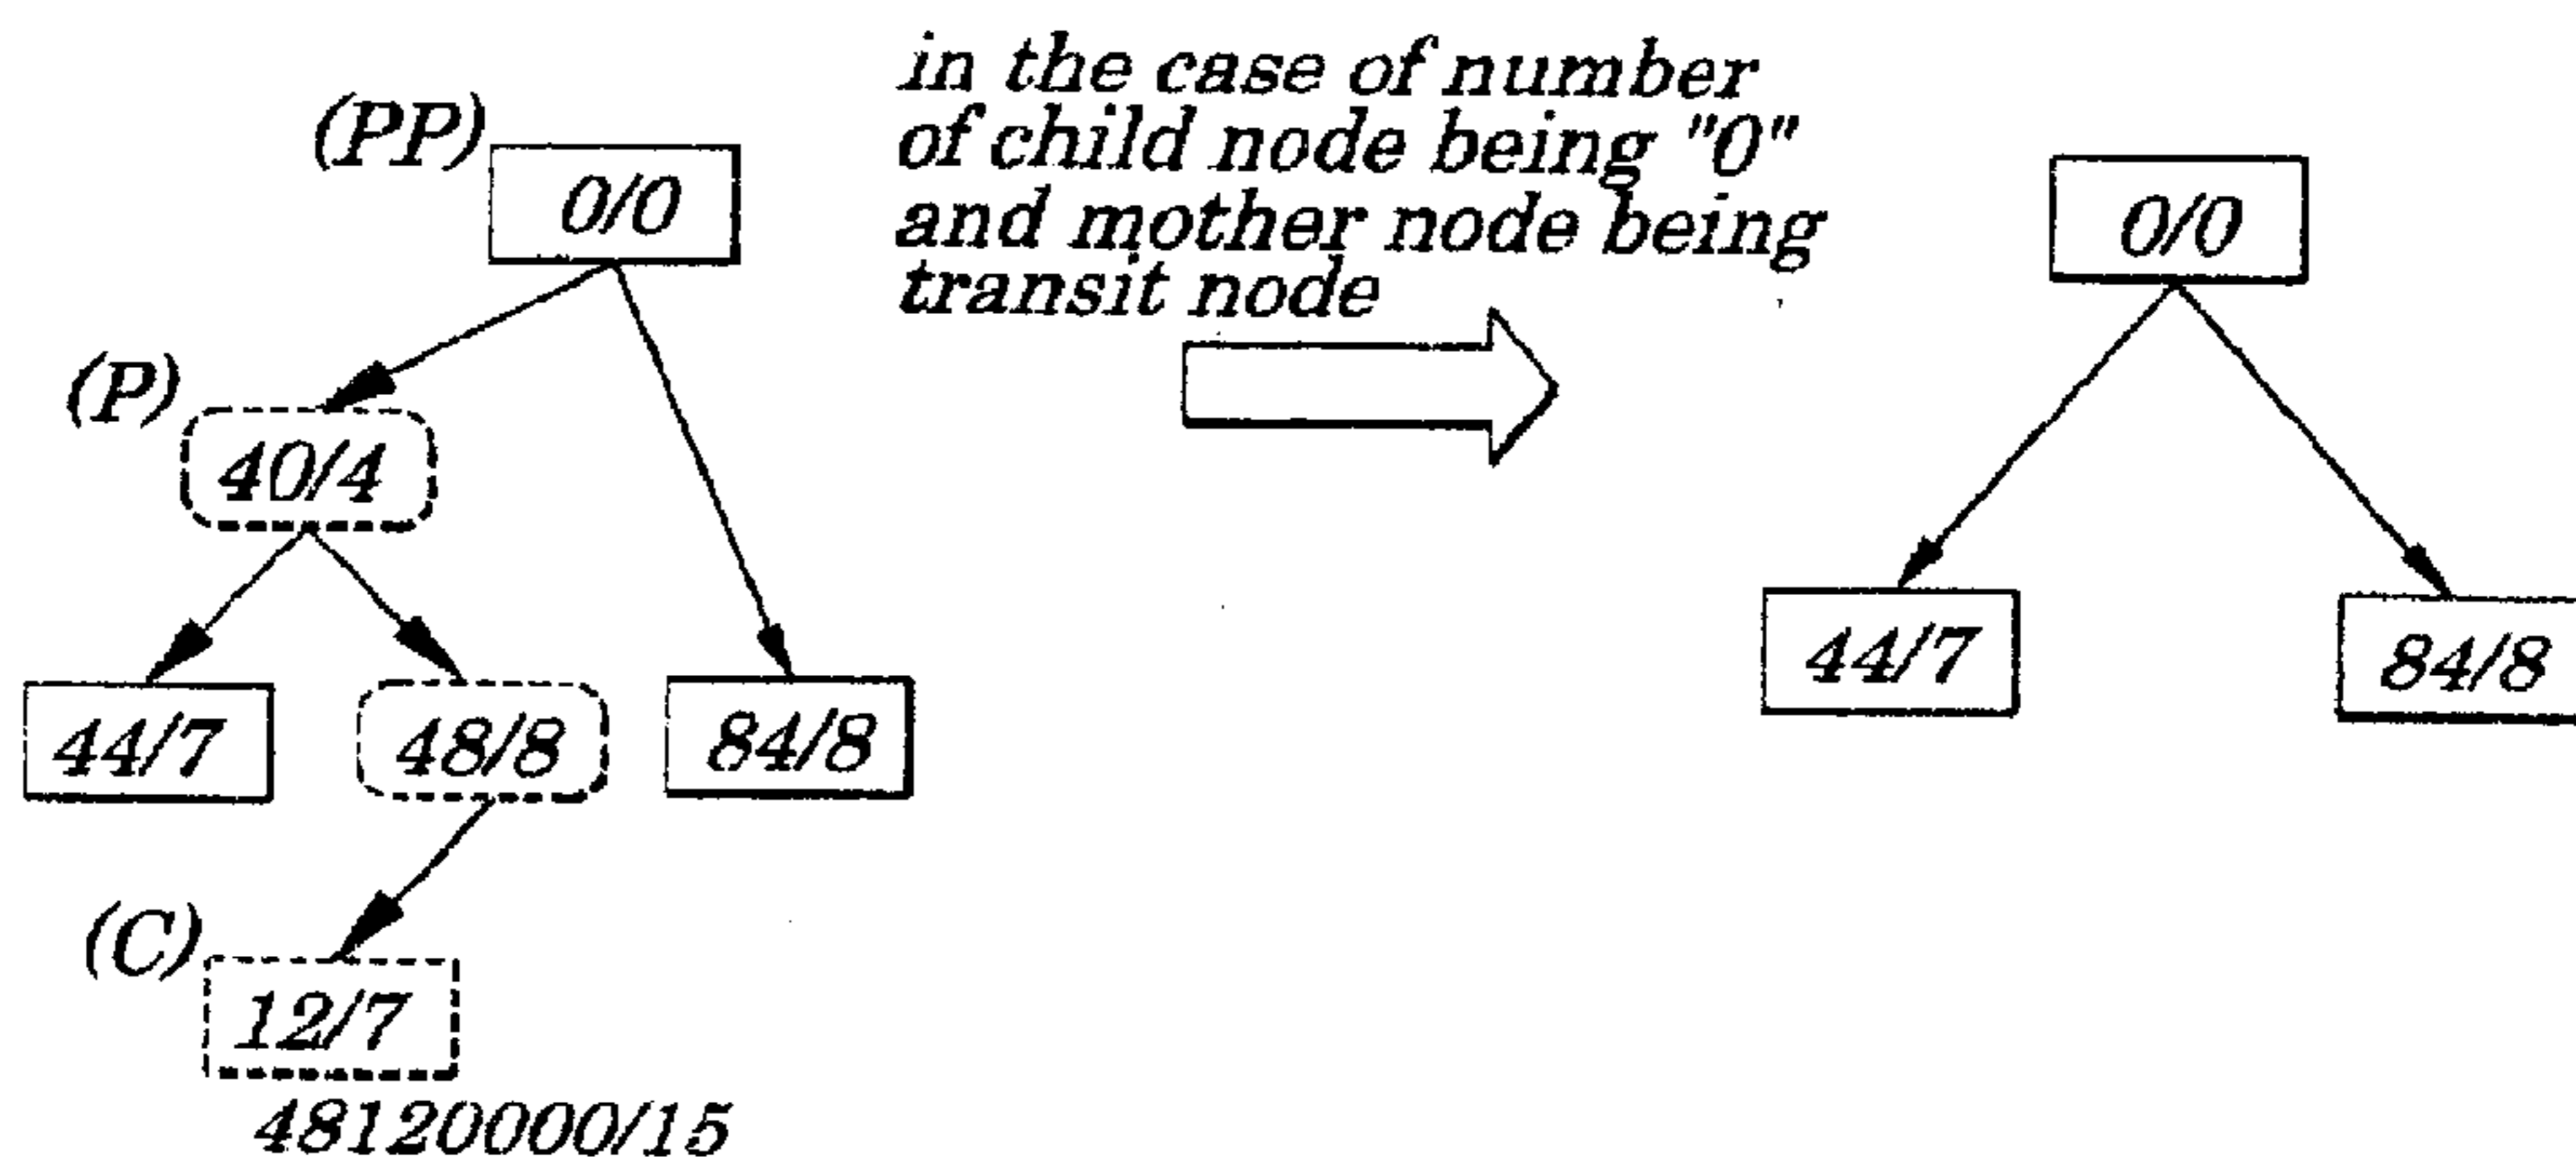 in the case of number
of child node being "0"
and mother node being
transit node
(PP)
0/0
(P)
40/4
44/7
48/8
84/8
(C)
12/7
48120000/15
0/0
44/7
84/8